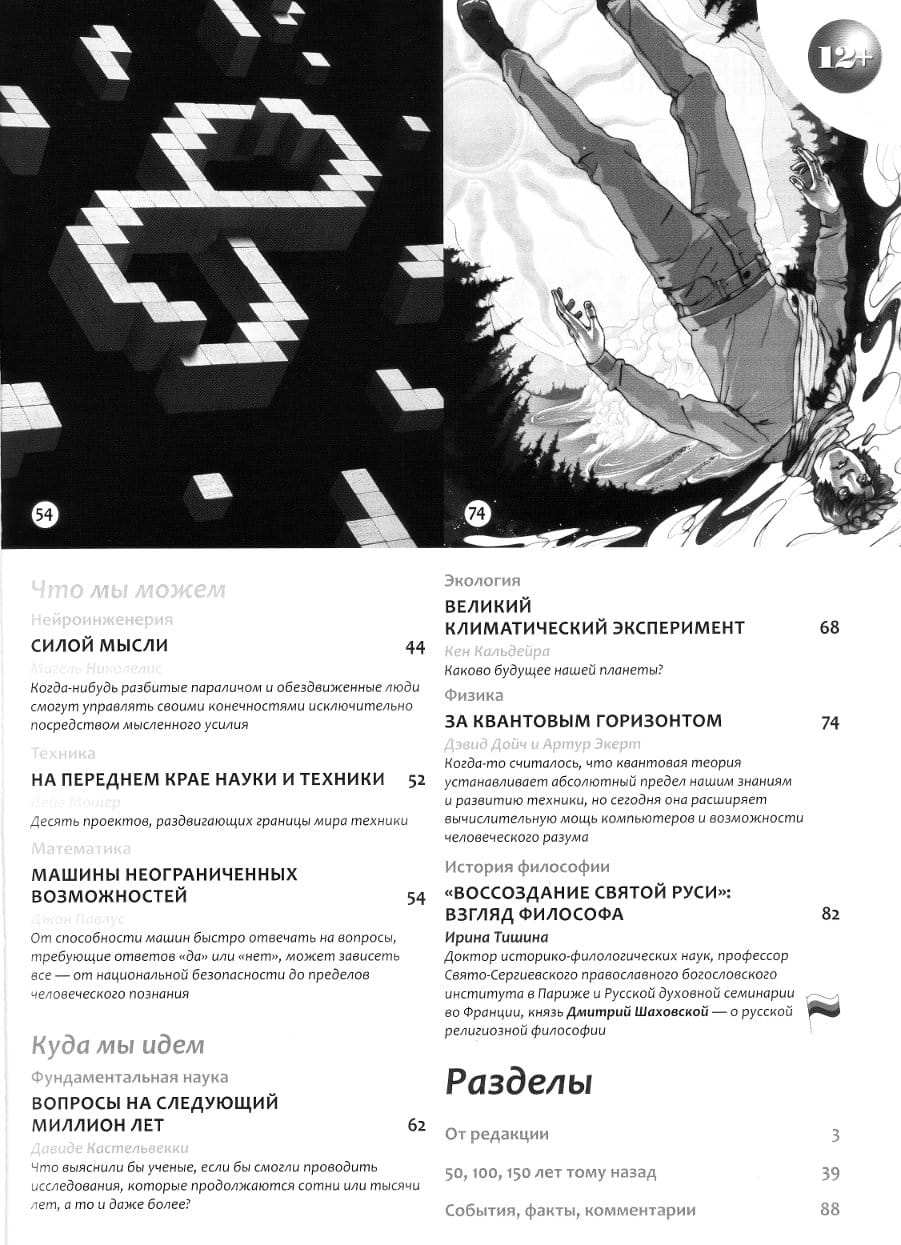 12+
54
74
Что мы можем
Нейроинженерия
СИЛОЙ МЫСЛИ 44
Мигель Николелис
Когда-нибудь разбитые параличом и обездвиженные люди
смогут управлять своими конечностями исключительно
посредством мысленного усилия
Техника
НА ПЕРЕДНЕМ КРАЕ НАУКИ И ТЕХНИКИ 52
Дейв Мошер
Десять проектов, раздвигающих границы мира техники
Математика
МАШИНЫ НЕОГРАНИЧЕННЫХ
ВОЗМОЖНОСТЕЙ 54
Джон Павлус
От способности машин быстро отвечать на вопросы,
требующие ответов «да» или «нет», может зависеть
все — от национальной безопасности до пределов
человеческого познания
Куда мы идем
Фундаментальная наука
ВОПРОСЫ НА СЛЕДУЮЩИЙ
МИЛЛИОН ЛЕТ 62
Давиде Кастельвекки
Что выяснили бы ученые, если бы смогли проводить
исследования, которые продолжаются сотни или тысячи
лет, а то и даже более?
Экология
ВЕЛИКИЙ
КЛИМАТИЧЕСКИЙ ЭКСПЕРИМЕНТ 68
Кен Кальдейра
Каково будущее нашей планеты?
Физика
ЗА КВАНТОВЫМ ГОРИЗОНТОМ 74
Дэвид Дойч и Артур Экерт
Когда-то считалось, что квантовая теория
устанавливает абсолютный предел нашим знаниям
и развитию техники, но сегодня она расширяет
вычислительную мощь компьютеров и возможности
человеческого разума
История философии
«ВОССОЗДАНИЕ СВЯТОЙ РУСИ»:
ВЗГЛЯД ФИЛОСОФА 82
Ирина Тишина
Доктор историко-филологических наук, профессор
Свято-Сергиевского православного богословского
института в Париже и Русской духовной семинарии
во Франции, князь Дмитрий Шаховской — о русской
религиозной философии
Разделы
От редакции 3
50, 100, 150 лет тому назад 39
События, факты, комментарии 88